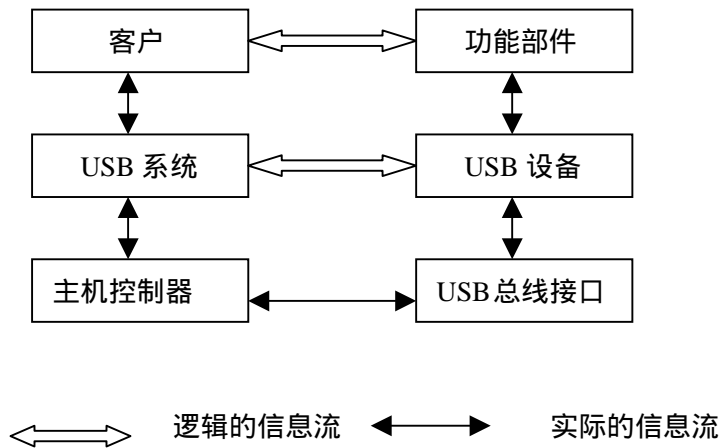 客户
功能部件
USB 系统
USB 设备
主机控制器
USB总线接口
逻辑的信息流
实际的信息流